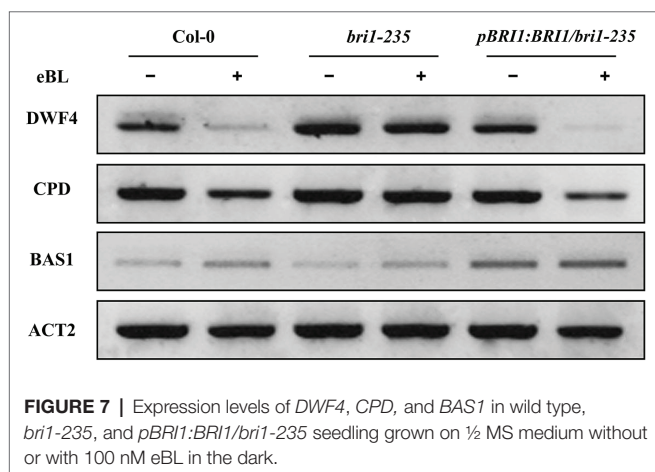 Col-0 bri1-235 pBRI1:BRI1/bri1-235
eBL – + – + – +
DWF4
CPD
BAS1
ACT2
FIGURE 7 | Expression levels of DWF4, CPD, and BAS1 in wild type,
bri1-235, and pBRI1:BRI1/bri1-235 seedling grown on ½ MS medium without
or with 100 nM eBL in the dark.